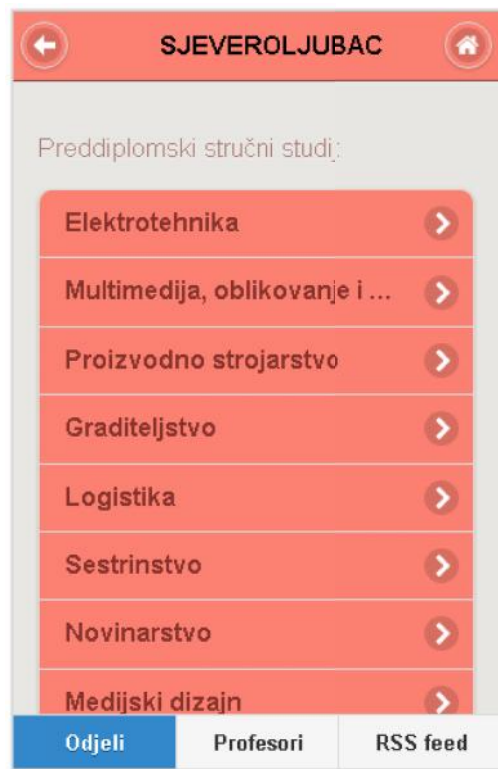 SJEVEROLJUBAC
Preddiplomski stručni studij:
Elektrotehnika
Multimedija, oblikovanje i ...
Proizvodno strojarstvo
Graditeljstvo
Logistika
Sestrinstvo
Novinarstvo
Medijski dizajn
Odjeli Profesori RSS feed